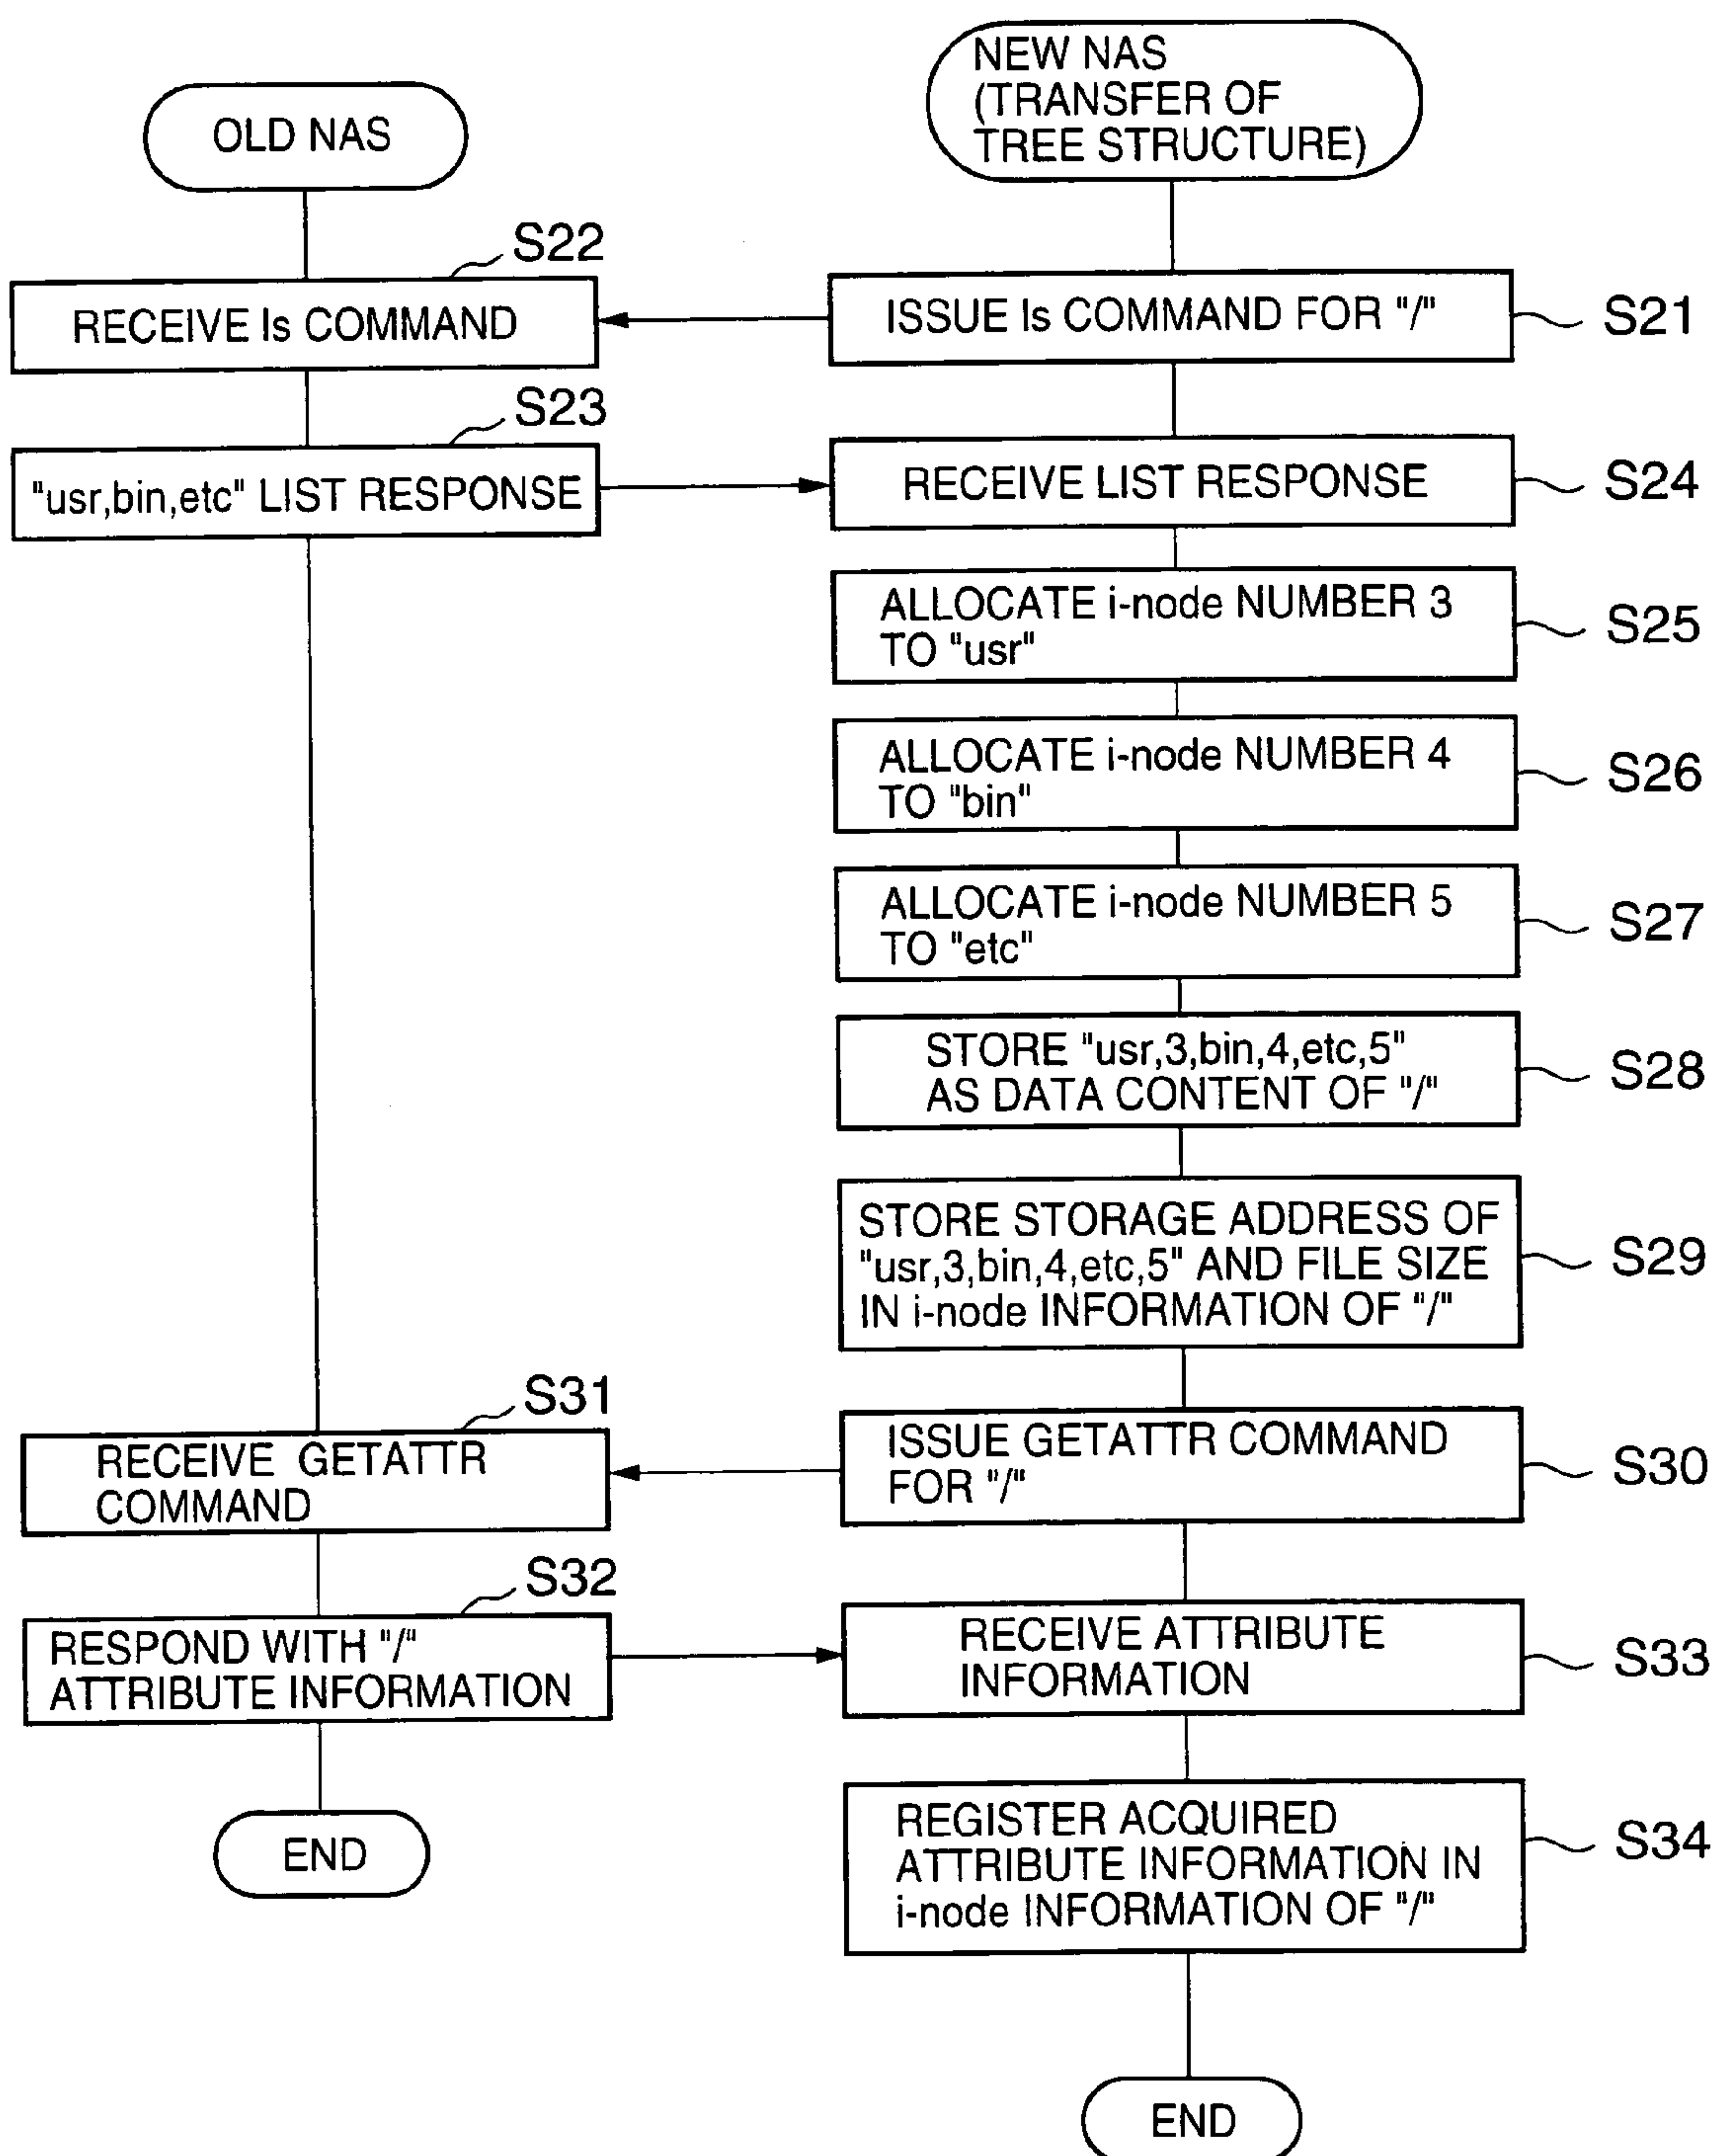 OLD NAS
NEW NAS
(TRANSFER OF
TREE STRUCTURE)
S22
RECEIVE ls COMMAND
ISSUE ls COMMAND FOR "/"
S21
S23
"usr,bin,etc" LIST RESPONSE
RECEIVE LIST RESPONSE
S24
ALLOCATE i-node NUMBER 3
TO "usr"
S25
ALLOCATE i-node NUMBER 4
TO "bin"
S26
ALLOCATE i-node NUMBER 5
TO "etc"
S27
STORE "usr,3,bin,4,etc,5"
AS DATA CONTENT OF "/"
S28
STORE STORAGE ADDRESS OF
"usr,3,bin,4,etc,5" AND FILE SIZE
IN i-node INFORMATION OF "/"
S29
S31
RECEIVE GETATTR
COMMAND
ISSUE GETATTR COMMAND
FOR "/"
S30
S32
RESPOND WITH "/"
ATTRIBUTE INFORMATION
RECEIVE ATTRIBUTE
INFORMATION
S33
END
REGISTER ACQUIRED
ATTRIBUTE INFORMATION IN
i-node INFORMATION OF "/"
S34
END